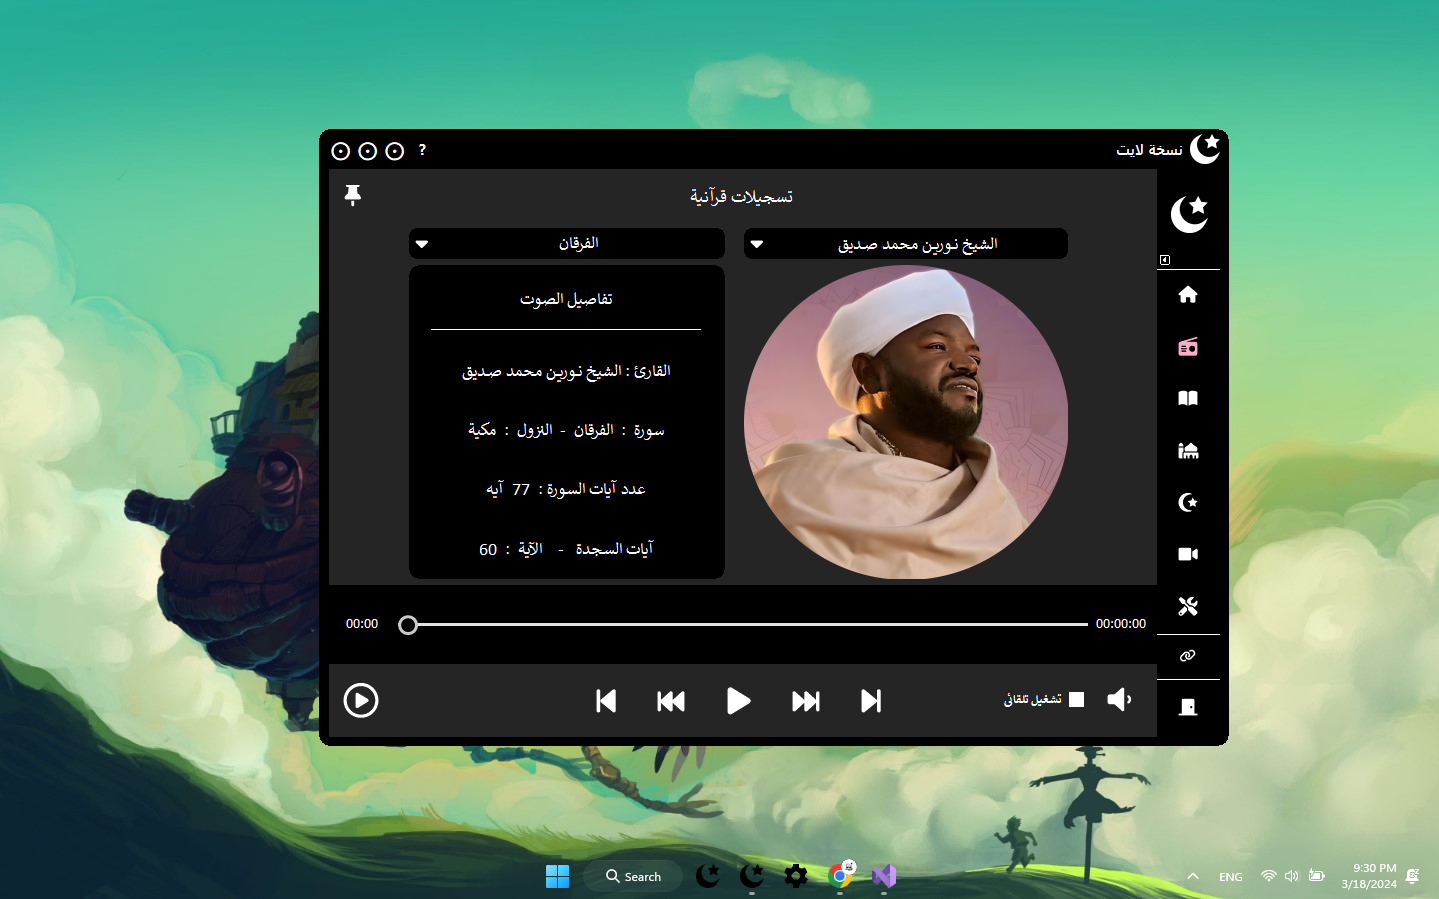 نسخة لايت
?
تسجيلات قرآنية
الشيخ نورين محمد صديق
الفرقان
تفاصيل الصوت
القارئ : الشيخ نورين محمد صديق
سورة : الفرقان - النزول : مكية
عدد آيات السورة : 77 آيه
آيات السجدة - الآية : 60
00:00
00:00:00
تشغيل تلقائى
Search
ENG
9:30 PM
3/18/2024